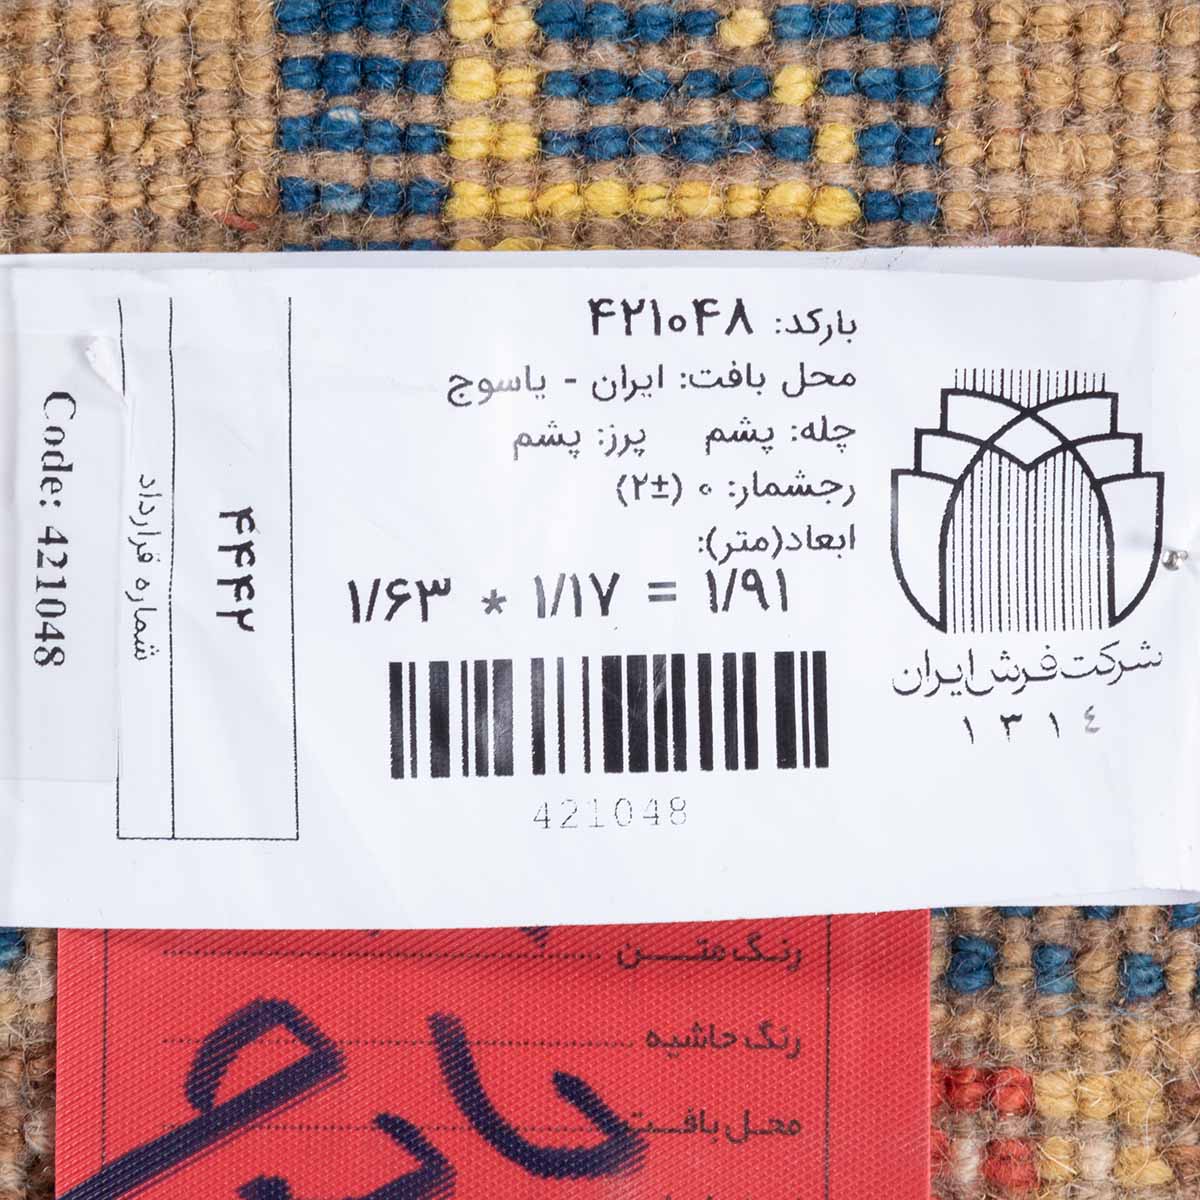 بارکد: ۴۲۱۰۴۸
محل بافت: ایران - یاسوج
چله: پشم پرز: پشم
رجشمار: ۰ (±۲)
ابعاد(متر):
۱/۶۳ * ۱/۱۷ = ۱/۹۱
421048
شرکت فرش ایران
۱۳۱٤
شماره قرارداد
۴۴۴۲
Code: 421048
رنگ متن
رنگ حاشیه
محل بافت